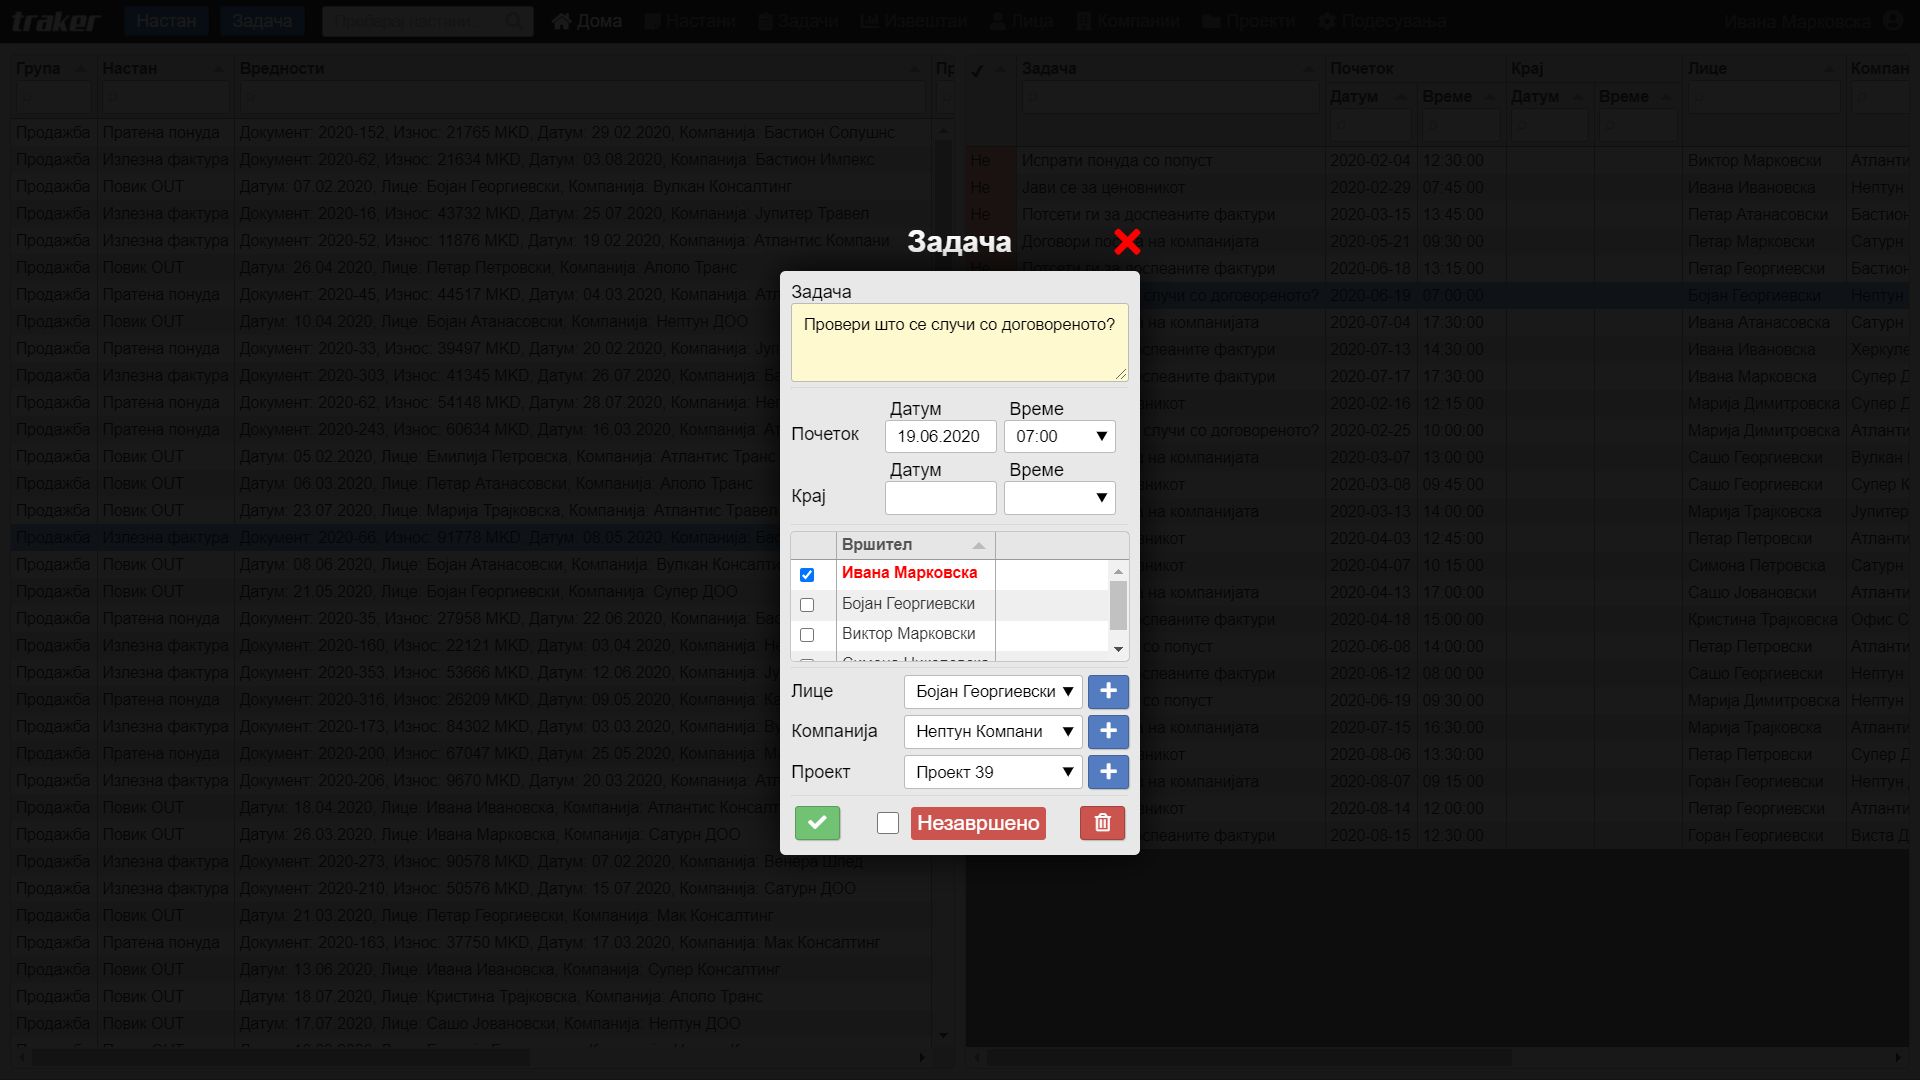 traker
Настан
Задача
Пребарај настани...
Дома
Настани
Задачи
Извештаи
Лица
Компании
Проекти
Подесувања
Ивана Марковска
Група
Настан
Вредности
Продажба Пратена понуда Документ: 2020-152, Износ: 21765 MKD, Датум: 29.02.2020, Компанија: Бастион Солушнс
Продажба Излезна фактура Документ: 2020-62, Износ: 21634 MKD, Датум: 03.08.2020, Компанија: Бастион Импекс
Продажба Повик OUT Датум: 07.02.2020, Лице: Бојан Георгиевски, Компанија: Вулкан Консалтинг
Продажба Излезна фактура Документ: 2020-16, Износ: 43732 MKD, Датум: 25.07.2020, Компанија: Јупитер Травел
Продажба Излезна фактура Документ: 2020-52, Износ: 11876 MKD, Датум: 19.02.2020, Компанија: Атлантис Компани
Продажба Повик OUT Датум: 26.04.2020, Лице: Петар Петровски, Компанија: Аполо Транс
Продажба Пратена понуда Документ: 2020-45, Износ: 44517 MKD, Датум: 04.03.2020, Компанија:
Продажба Повик OUT Датум: 10.04.2020, Лице: Бојан Атанасовски, Компанија: Нептун ДОО
Продажба Пратена понуда Документ: 2020-33, Износ: 39497 MKD, Датум: 20.02.2020, Компанија:
Продажба Излезна фактура Документ: 2020-303, Износ: 41345 MKD, Датум: 26.07.2020, Компанија:
Продажба Пратена понуда Документ: 2020-62, Износ: 54148 MKD, Датум: 28.07.2020, Компанија:
Продажба Пратена понуда Документ: 2020-243, Износ: 60634 MKD, Датум: 16.03.2020, Компанија:
Продажба Повик OUT Датум: 05.02.2020, Лице: Емилија Петровска, Компанија: Атлантис Транс
Продажба Повик OUT Датум: 06.03.2020, Лице: Петар Атанасовски, Компанија: Аполо Транс
Продажба Повик OUT Датум: 23.07.2020, Лице: Марија Трајковска, Компанија: Атлантис Травел
Продажба Излезна фактура Документ: 2020-66, Износ: 91778 MKD, Датум: 08.05.2020, Компанија:
Продажба Повик OUT Датум: 08.06.2020, Лице: Бојан Атанасовски, Компанија: Вулкан
Продажба Повик OUT Датум: 21.05.2020, Лице: Бојан Георгиевски, Компанија: Супер ДОО
Продажба Пратена понуда Документ: 2020-35, Износ: 27958 MKD, Датум: 22.06.2020, Компанија:
Продажба Излезна фактура Документ: 2020-160, Износ: 22121 MKD, Датум: 03.04.2020, Компанија:
Продажба Излезна фактура Документ: 2020-353, Износ: 53666 MKD, Датум: 12.06.2020, Компанија:
Продажба Пратена понуда Документ: 2020-316, Износ: 26209 MKD, Датум: 09.05.2020, Компанија:
Продажба Излезна фактура Документ: 2020-173, Износ: 84302 MKD, Датум: 03.03.2020, Компанија:
Продажба Пратена понуда Документ: 2020-200, Износ: 67047 MKD, Датум: 25.05.2020, Компанија:
Продажба Излезна фактура Документ: 2020-206, Износ: 9670 MKD, Датум: 20.03.2020, Компанија:
Продажба Повик OUT Датум: 18.04.2020, Лице: Ивана Ивановска, Компанија: Атлантис
Продажба Повик OUT Датум: 26.03.2020, Лице: Ивана Марковска, Компанија: Сатурн ДОО
Продажба Излезна фактура Документ: 2020-273, Износ: 90578 MKD, Датум: 07.02.2020, Компанија: Венера Шпед
Продажба Излезна фактура Документ: 2020-210, Износ: 50576 MKD, Датум: 15.07.2020, Компанија: Сатурн ДОО
Продажба Повик OUT Датум: 21.03.2020, Лице: Петар Георгиевски, Компанија: Мак Консалтинг
Продажба Пратена понуда Документ: 2020-163, Износ: 37750 MKD, Датум: 17.03.2020, Компанија: Мак Консалтинг
Продажба Повик OUT Датум: 13.06.2020, Лице: Ивана Ивановска, Компанија: Супер Консалтинг
Продажба Повик OUT Датум: 18.07.2020, Лице: Кристина Трајковска, Компанија: Аполо Транс
Продажба Повик OUT Датум: 17.07.2020, Лице: Сашо Јовановски, Компанија: Нептун ДОО
Задача
Почеток
Крај
Лице
Компан
Датум Време Датум Време
Не Испрати понуда со попуст 2020-02-04 12:30:00 Виктор Марковски Атланти
Не Јави се за ценовникот 2020-02-29 07:45:00 Ивана Ивановска Нептун
Не Потсети ги за доспеаните фактури 2020-03-15 13:45:00 Петар Атанасовски Бастион
Договори на компанијата 2020-05-21 09:30:00 Петар Марковски Сатурн
Не Потсети ги за доспеаните фактури 2020-06-18 13:15:00 Петар Георгиевски Бастион
случи со договореното? 2020-06-19 07:00:00 Бојан Георгиевски Нептун
на компанијата 2020-07-04 17:30:00 Ивана Атанасовска Сатурн
доспеаните фактури 2020-07-13 14:30:00 Ивана Ивановска Херкуле
доспеаните фактури 2020-07-17 17:30:00 Ивана Марковска Супер Д
2020-02-16 12:15:00 Марија Димитровска Супер Д
случи со договореното? 2020-02-25 10:00:00 Марија Димитровска Атланти
на компанијата 2020-03-07 13:00:00 Сашо Георгиевски Вулкан
2020-03-08 09:45:00 Сашо Георгиевски Супер К
на компанијата 2020-03-13 14:00:00 Марија Трајковска Јупитер
2020-04-03 12:45:00 Петар Петровски Атланти
2020-04-07 10:15:00 Симона Петровска Сатурн
на компанијата 2020-04-13 17:00:00 Сашо Јовановски Атланти
доспеаните фактури 2020-04-18 15:00:00 Кристина Трајковска Офис С
со попуст 2020-06-08 14:00:00 Петар Марковски Атланти
доспеаните фактури 2020-06-12 08:00:00 Сашо Георгиевски Нептун
со попуст 2020-06-19 09:30:00 Марија Димитровска Нептун
2020-07-15 16:30:00 Марија Трајковска Атланти
2020-08-06 13:30:00 Петар Петровски Супер Д
на компанијата 2020-08-07 09:15:00 Горан Георгиевски Нептун
2020-08-14 12:00:00 Петар Георгиевски Атланти
доспеаните фактури 2020-08-15 12:30:00 Горан Георгиевски Виста Д
Задача
Задача
Провери што се случи со договореното?
Датум Време
Почеток 19.06.2020 07:00
Датум Време
Крај
Вршител
Ивана Марковска
Бојан Георгиевски
Виктор Марковски
Лице Бојан Георгиевски
Компанија Нептун Компани
Проект Проект 39
Незавршено